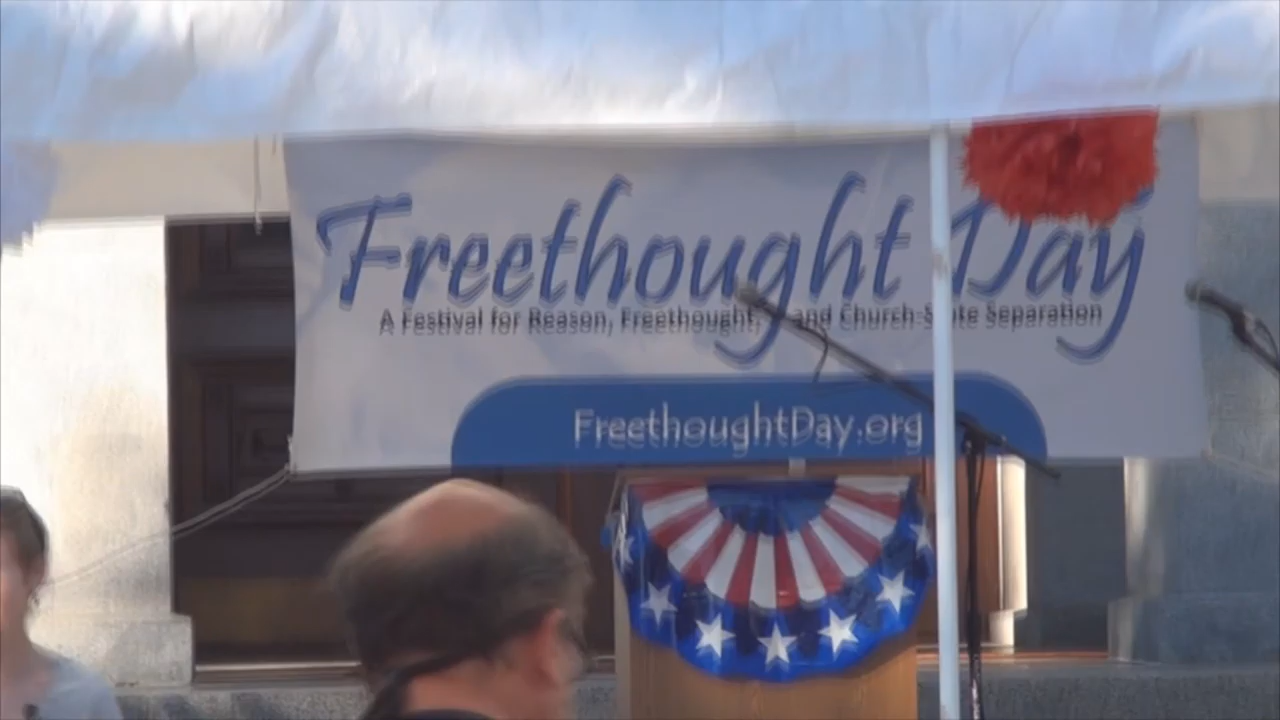 Freethought Day
A Festival for Reason, Freethought, and Church-State Separation
FreethoughtDay.org